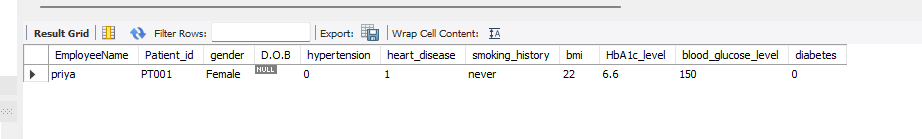 Result Grid Filter Rows: Export: Wrap Cell Content: IA
EmployeeName Patient_id gender D.O.B hypertension heart_disease smoking_history bmi HbA1c_level blood_glucose_level diabetes
priya PT001 Female NULL 0 1 never 22 6.6 150 0